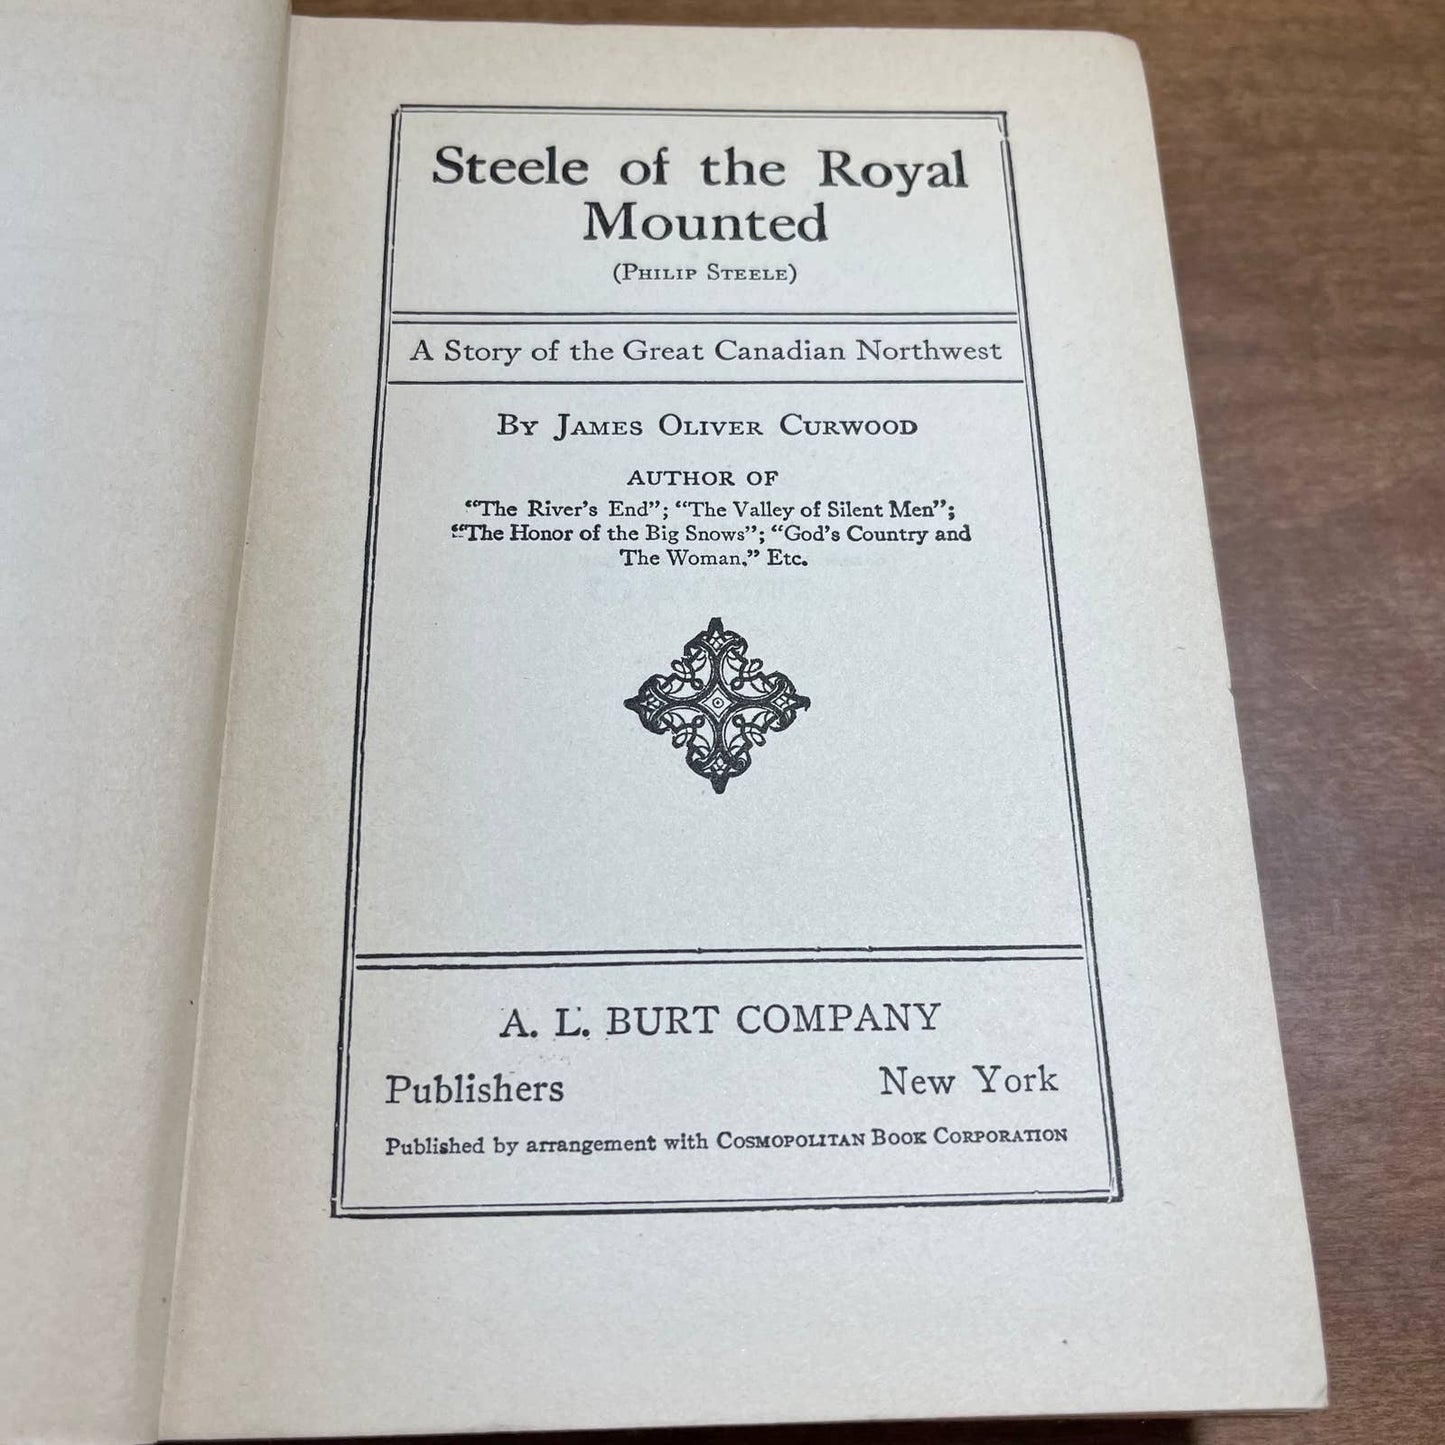 Steele of the Royal
Mounted
(Philip Steele)
A Story of the Great Canadian Northwest
By James Oliver Curwood
AUTHOR OF
“The River's End”; “The Valley of Silent Men”;
“The Honor of the Big Snows”; “God's Country and
The Woman,” Etc.
A. L. BURT COMPANY
Publishers New York
Published by arrangement with Cosmopolitan Book Corporation